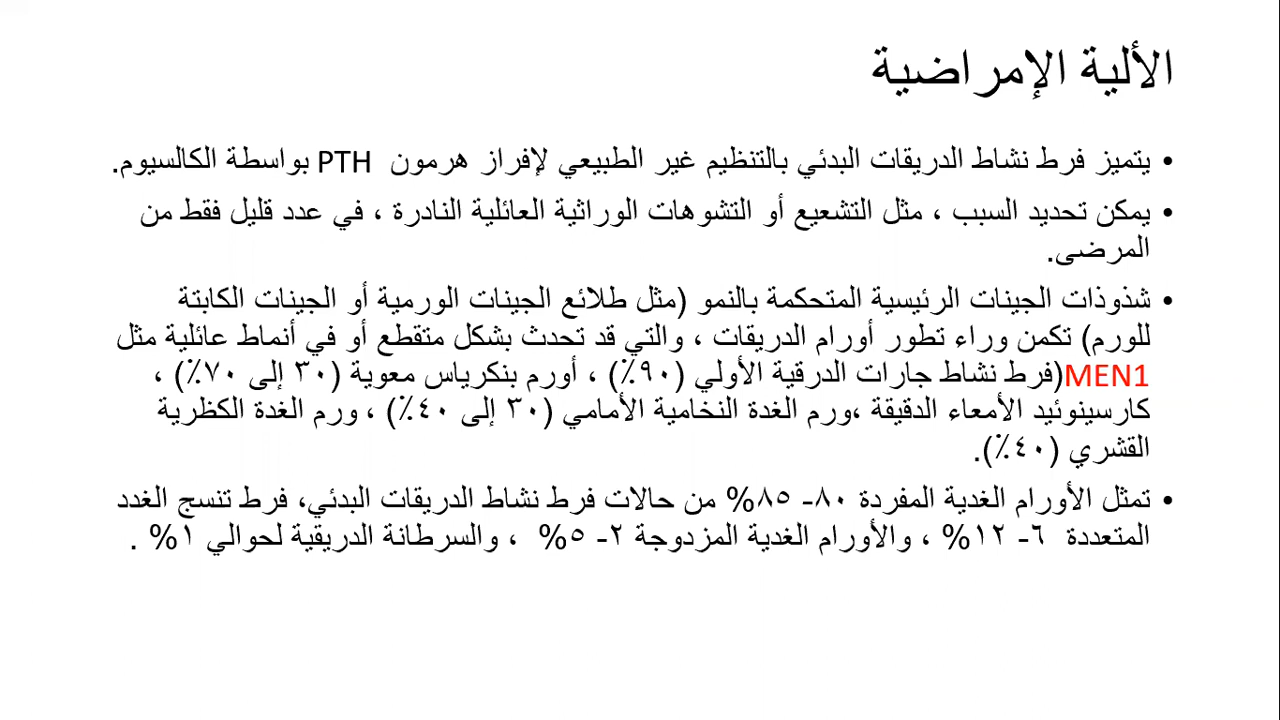 الألية الإمراضية
• يتميز فرط نشاط الدريقات البدئي بالتنظيم غير الطبيعي لإفراز هرمون PTH بواسطة الكالسيوم.
• يمكن تحديد السبب ، مثل التشعيع أو التشوهات الوراثية العائلية النادرة ، في عدد قليل فقط من
المرضى.
• شذوذات الجينات الرئيسية المتحكمة بالنمو (مثل طلائع الجينات الورمية أو الجينات الكابتة
للورم) تكمن وراء تطور أورام الدريقات ، والتي قد تحدث بشكل متقطع أو في أنماط عائلية مثل
MEN1(فرط نشاط جارات الدرقية الأولي (٩٠٪) ، أورم بنكرياس معوية (٣٠ إلى ٧٠٪) ،
كارسينوئيد الأمعاء الدقيقة ،ورم الغدة النخامية الأمامي (٣٠ إلى ٤٠٪) ، ورم الغدة الكظرية
القشري (٤٠٪).
• تمثل الأورام الغدية المفردة ٨٠- ٨٥% من حالات فرط نشاط الدريقات البدئي، فرط تنسج الغدد
المتعددة ٦- ١٢% ، والأورام الغدية المزدوجة ٢- ٥% ، والسرطانة الدريقية لحوالي ١% .